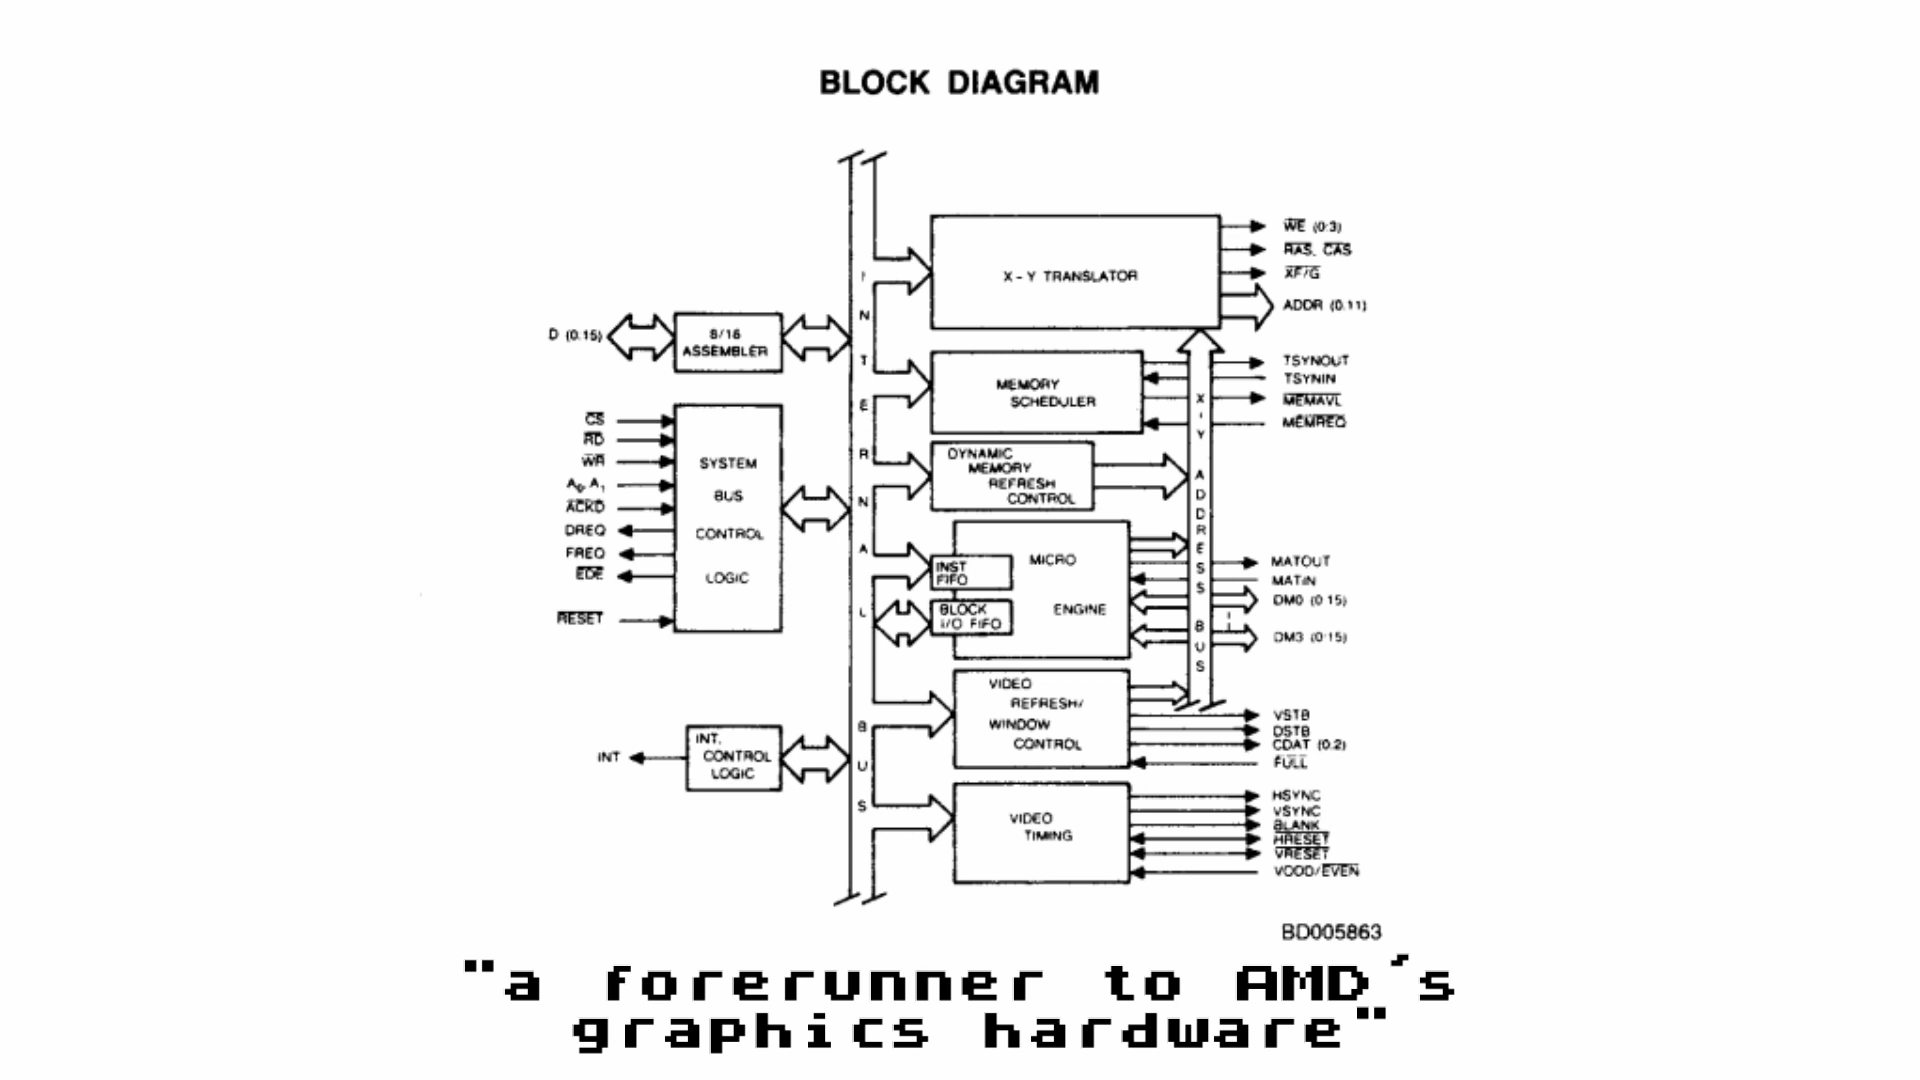 BLOCK DIAGRAM
X-Y TRANSLATOR
WE (0:3)
RAS, CAS
XF/G
ADDR (0:11)
D (0:15)
8/16
ASSEMBLER
INTERNAL BUS
MEMORY
SCHEDULER
TSYNOUT
TSYNIN
MEMAVL
MEMREQ
X-Y ADDRESS BUS
CS
RD
WR
A0, A1
ACKD
DREQ
FREQ
EDE
RESET
SYSTEM
BUS
CONTROL
LOGIC
DYNAMIC
MEMORY
REFRESH
CONTROL
INST
FIFO
BLOCK
I/O FIFO
MICRO
ENGINE
MATOUT
MATIN
DM0 (0:15)
DM3 (0:15)
VIDEO
REFRESH/
WINDOW
CONTROL
VSTB
DSTB
CDAT (0:2)
FULL
INT
INT.
CONTROL
LOGIC
VIDEO
TIMING
HSYNC
VSYNC
BLANK
HRESET
VRESET
VODD/EVEN
BD005863
"a forerunner to AMD's
graphics hardware"